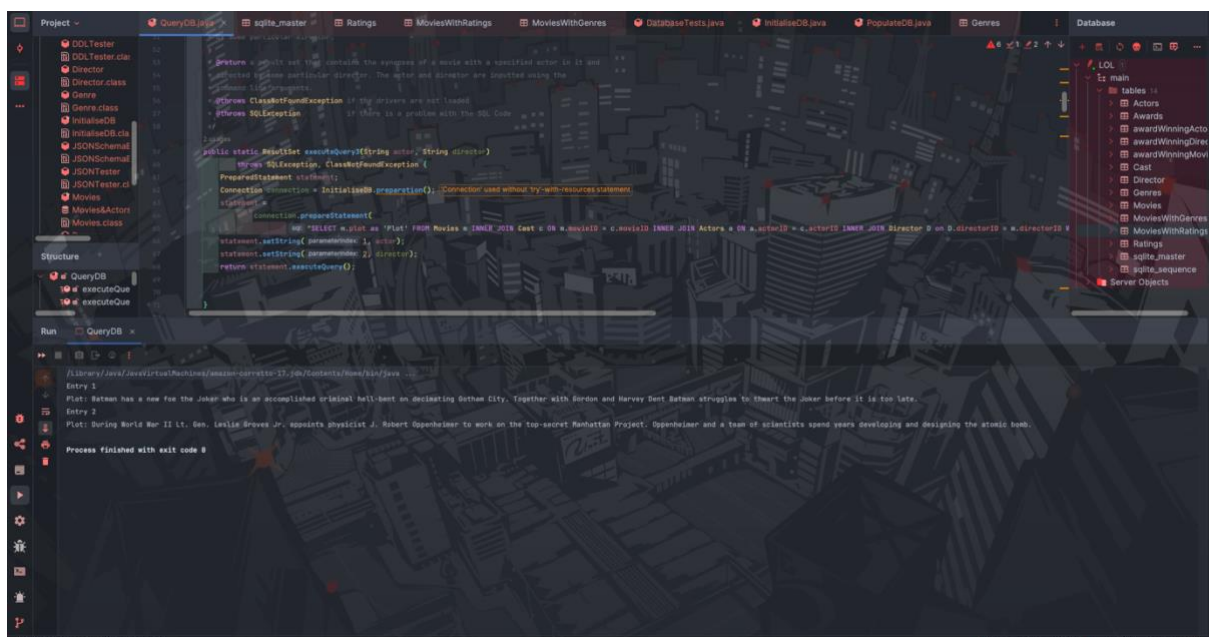 Project
QueryDB.java
sqlite_master
Ratings
MoviesWithRatings
MoviesWithGenres
DatabaseTests.java
InitialiseDB.java
PopulateDB.java
Genres
Database
DDLTester
DDLTester.clas
Director
Director.class
Genre
Genre.class
InitialiseDB
InitialiseDB.cla
JSONSchemaE
JSONSchemaE
JSONTester
JSONTester.cl
Movies
Movies&Actors
Movies.class
Structure
QueryDB
executeQue
executeQue
* @return a result set that contains the synopses of a movie with a specified actor in it and
* directed by some particular director. The actor and director are inputted using the
* command line arguments.
* @throws ClassNotFoundException if the drivers are not loaded
* @throws SQLException if there is a problem with the SQL Code
*/
public static ResultSet executeQuery3(String actor, String director)
throws SQLException, ClassNotFoundException {
PreparedStatement statement;
Connection connection = InitialiseDB.preparation(); 'Connection' used without 'try'-with-resources statement
statement =
connection.prepareStatement(
"SELECT m.plot as 'Plot' FROM Movies m INNER JOIN Cast c ON m.movieID = c.movieID INNER JOIN Actors a ON a.actorID = c.actorID INNER JOIN Director D on D.directorID = m.directorID W
statement.setString( parameterIndex: 1, actor);
statement.setString( parameterIndex: 2, director);
return statement.executeQuery();
}
6 1 2
LOL 1
main
tables 14
Actors
Awards
awardWinningActo
awardWinningDirec
awardWinningMovi
Cast
Director
Genres
Movies
MoviesWithGenres
MoviesWithRatings
Ratings
sqlite_master
sqlite_sequence
Server Objects
Run QueryDB
/Library/Java/JavaVirtualMachines/amazon-corretto-17.jdk/Contents/Home/bin/java ...
Entry 1
Plot: Batman has a new foe the Joker who is an accomplished criminal hell-bent on decimating Gotham City. Together with Gordon and Harvey Dent Batman struggles to thwart the Joker before it is too late.
Entry 2
Plot: During World War II Lt. Gen. Leslie Groves Jr. appoints physicist J. Robert Oppenheimer to work on the top-secret Manhattan Project. Oppenheimer and a team of scientists spend years developing and designing the atomic bomb.
Process finished with exit code 0